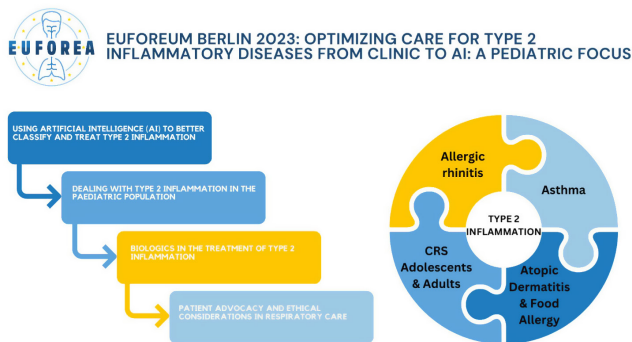 EUFOREA
EUFOREUM BERLIN 2023: OPTIMIZING CARE FOR TYPE 2
INFLAMMATORY DISEASES FROM CLINIC TO AI: A PEDIATRIC FOCUS
USING ARTIFICIAL INTELLIGENCE (AI) TO BETTER
CLASSIFY AND TREAT TYPE 2 INFLAMMATION
DEALING WITH TYPE 2 INFLAMMATION IN THE
PAEDIATRIC POPULATION
BIOLOGICS IN THE TREATMENT OF TYPE 2
INFLAMMATION
PATIENT ADVOCACY AND ETHICAL
CONSIDERATIONS IN RESPIRATORY CARE
Allergic
rhinitis
Asthma
TYPE 2
INFLAMMATION
CRS
Adolescents
& Adults
Atopic
Dermatitis
& Food
Allergy